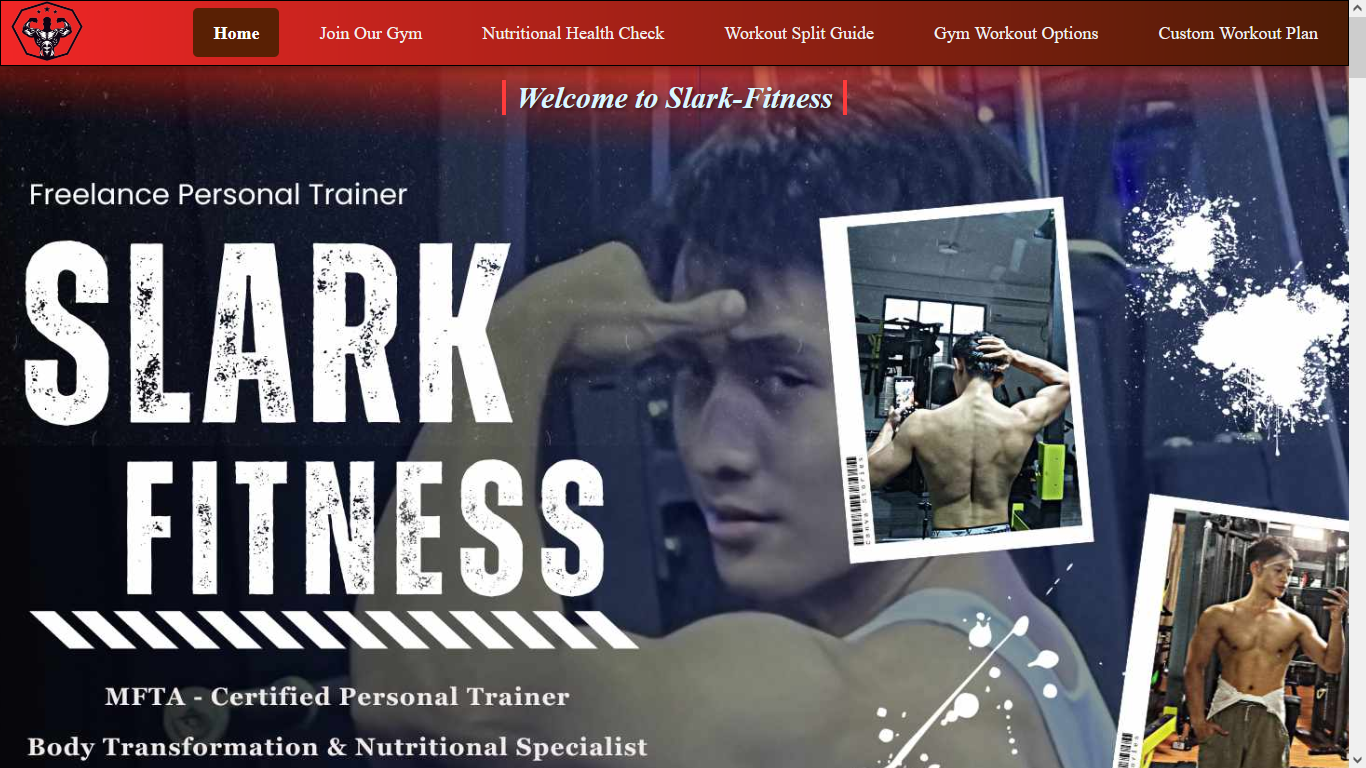 Home
Join Our Gym
Nutritional Health Check
Workout Split Guide
Gym Workout Options
Custom Workout Plan
Welcome to Slark-Fitness
Freelance Personal Trainer
SLARK
FITNESS
MFTA - Certified Personal Trainer
Body Transformation & Nutritional Specialist